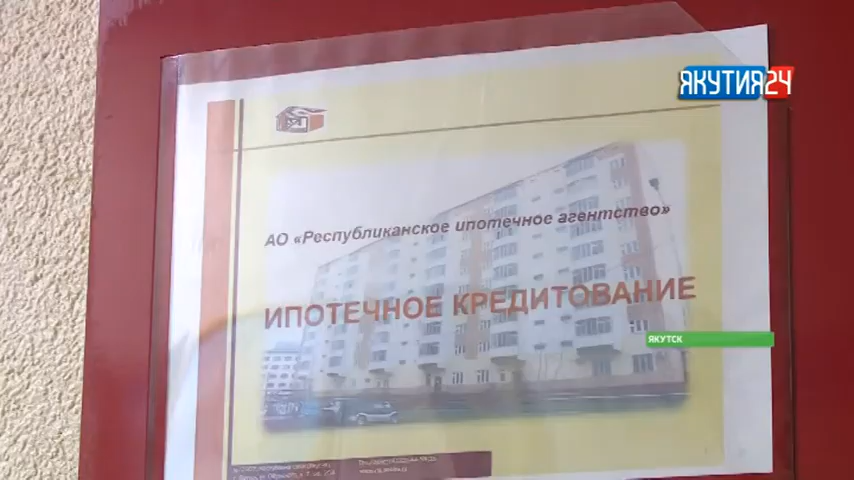 ЯКУТИЯ24
АО «Республиканское ипотечное агентство»
ИПОТЕЧНОЕ КРЕДИТОВАНИЕ
ЯКУТСК